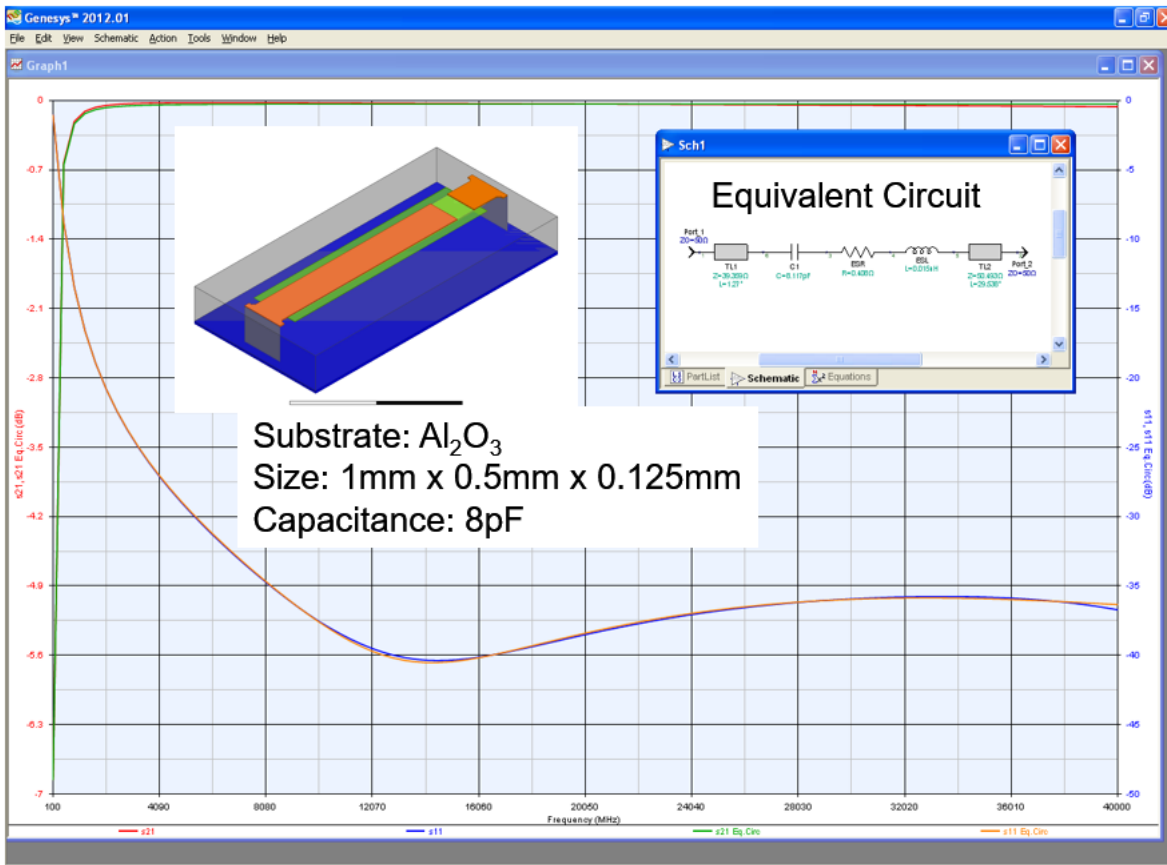 Genesys™ 2012.01
File Edit View Schematic Action Tools Window Help
Graph1
0
-0.7
-1.4
-2.1
-2.8
-3.5
-4.2
-4.9
-5.6
-6.3
-7
s21, s21 Eq.Circ (dB)
Sch1
Equivalent Circuit
Port_1
ZO=50Ω
TL1
L=1.27°
C1
ESR
ESL
TL2
Port_2
ZO=50Ω
PartList Schematic Equations
Substrate: Al₂O₃
Size: 1mm x 0.5mm x 0.125mm
Capacitance: 8pF
0
-5
-10
-15
-20
-25
-30
-35
-40
-45
-50
s11, s11 Eq.Circ(dB)
100 4090 8080 12070 16060 20050 24040 28030 32020 36010 40000
Frequency (MHz)
s21 s11 s21 Eq.Circ s11 Eq.Circ